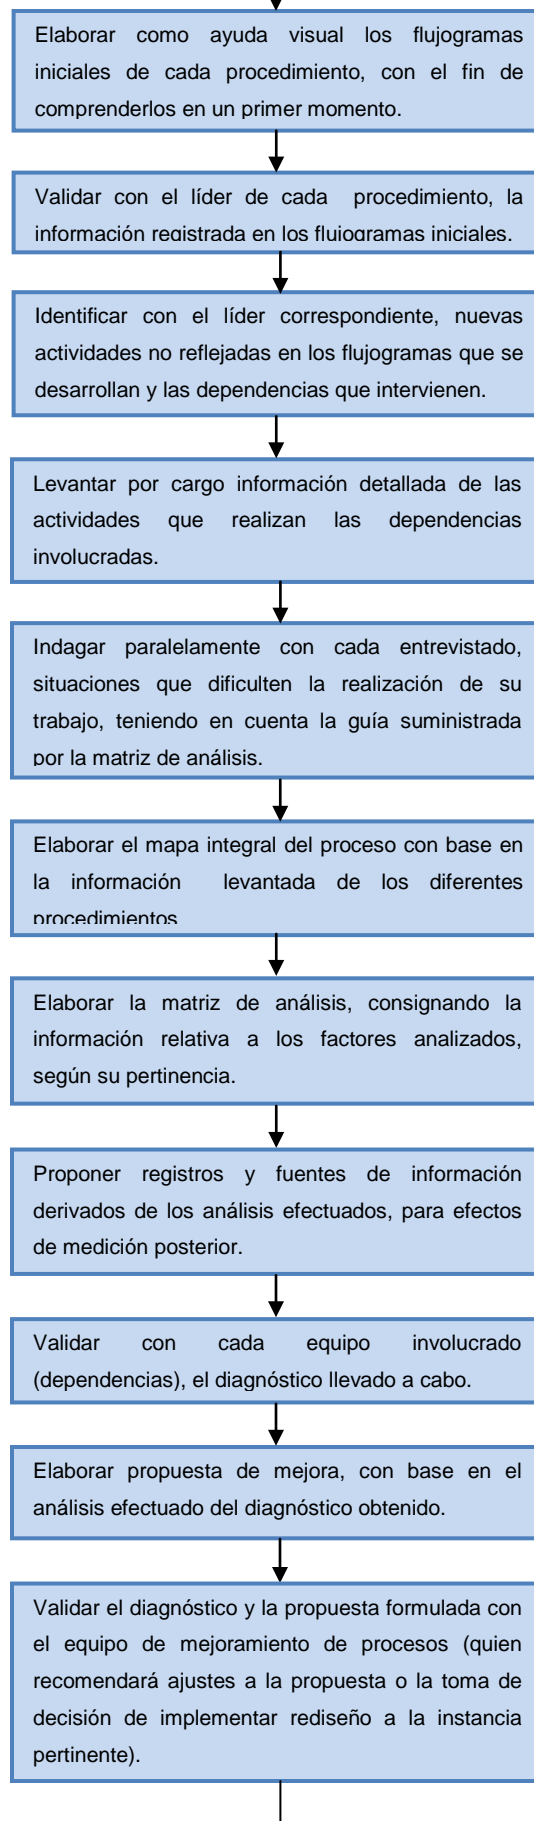 Elaborar como ayuda visual los flujogramas
iniciales de cada procedimiento, con el fin de
comprenderlos en un primer momento.
Validar con el líder de cada procedimiento, la
información registrada en los flujogramas iniciales.
Identificar con el líder correspondiente, nuevas
actividades no reflejadas en los flujogramas que se
desarrollan y las dependencias que intervienen.
Levantar por cargo información detallada de las
actividades que realizan las dependencias
involucradas.
Indagar paralelamente con cada entrevistado,
situaciones que dificulten la realización de su
trabajo, teniendo en cuenta la guía suministrada
por la matriz de análisis.
Elaborar el mapa integral del proceso con base en
la información levantada de los diferentes
procedimientos
Elaborar la matriz de análisis, consignando la
información relativa a los factores analizados,
según su pertinencia.
Proponer registros y fuentes de información
derivados de los análisis efectuados, para efectos
de medición posterior.
Validar con cada equipo involucrado
(dependencias), el diagnóstico llevado a cabo.
Elaborar propuesta de mejora, con base en el
análisis efectuado del diagnóstico obtenido.
Validar el diagnóstico y la propuesta formulada con
el equipo de mejoramiento de procesos (quien
recomendará ajustes a la propuesta o la toma de
decisión de implementar rediseño a la instancia
pertinente).